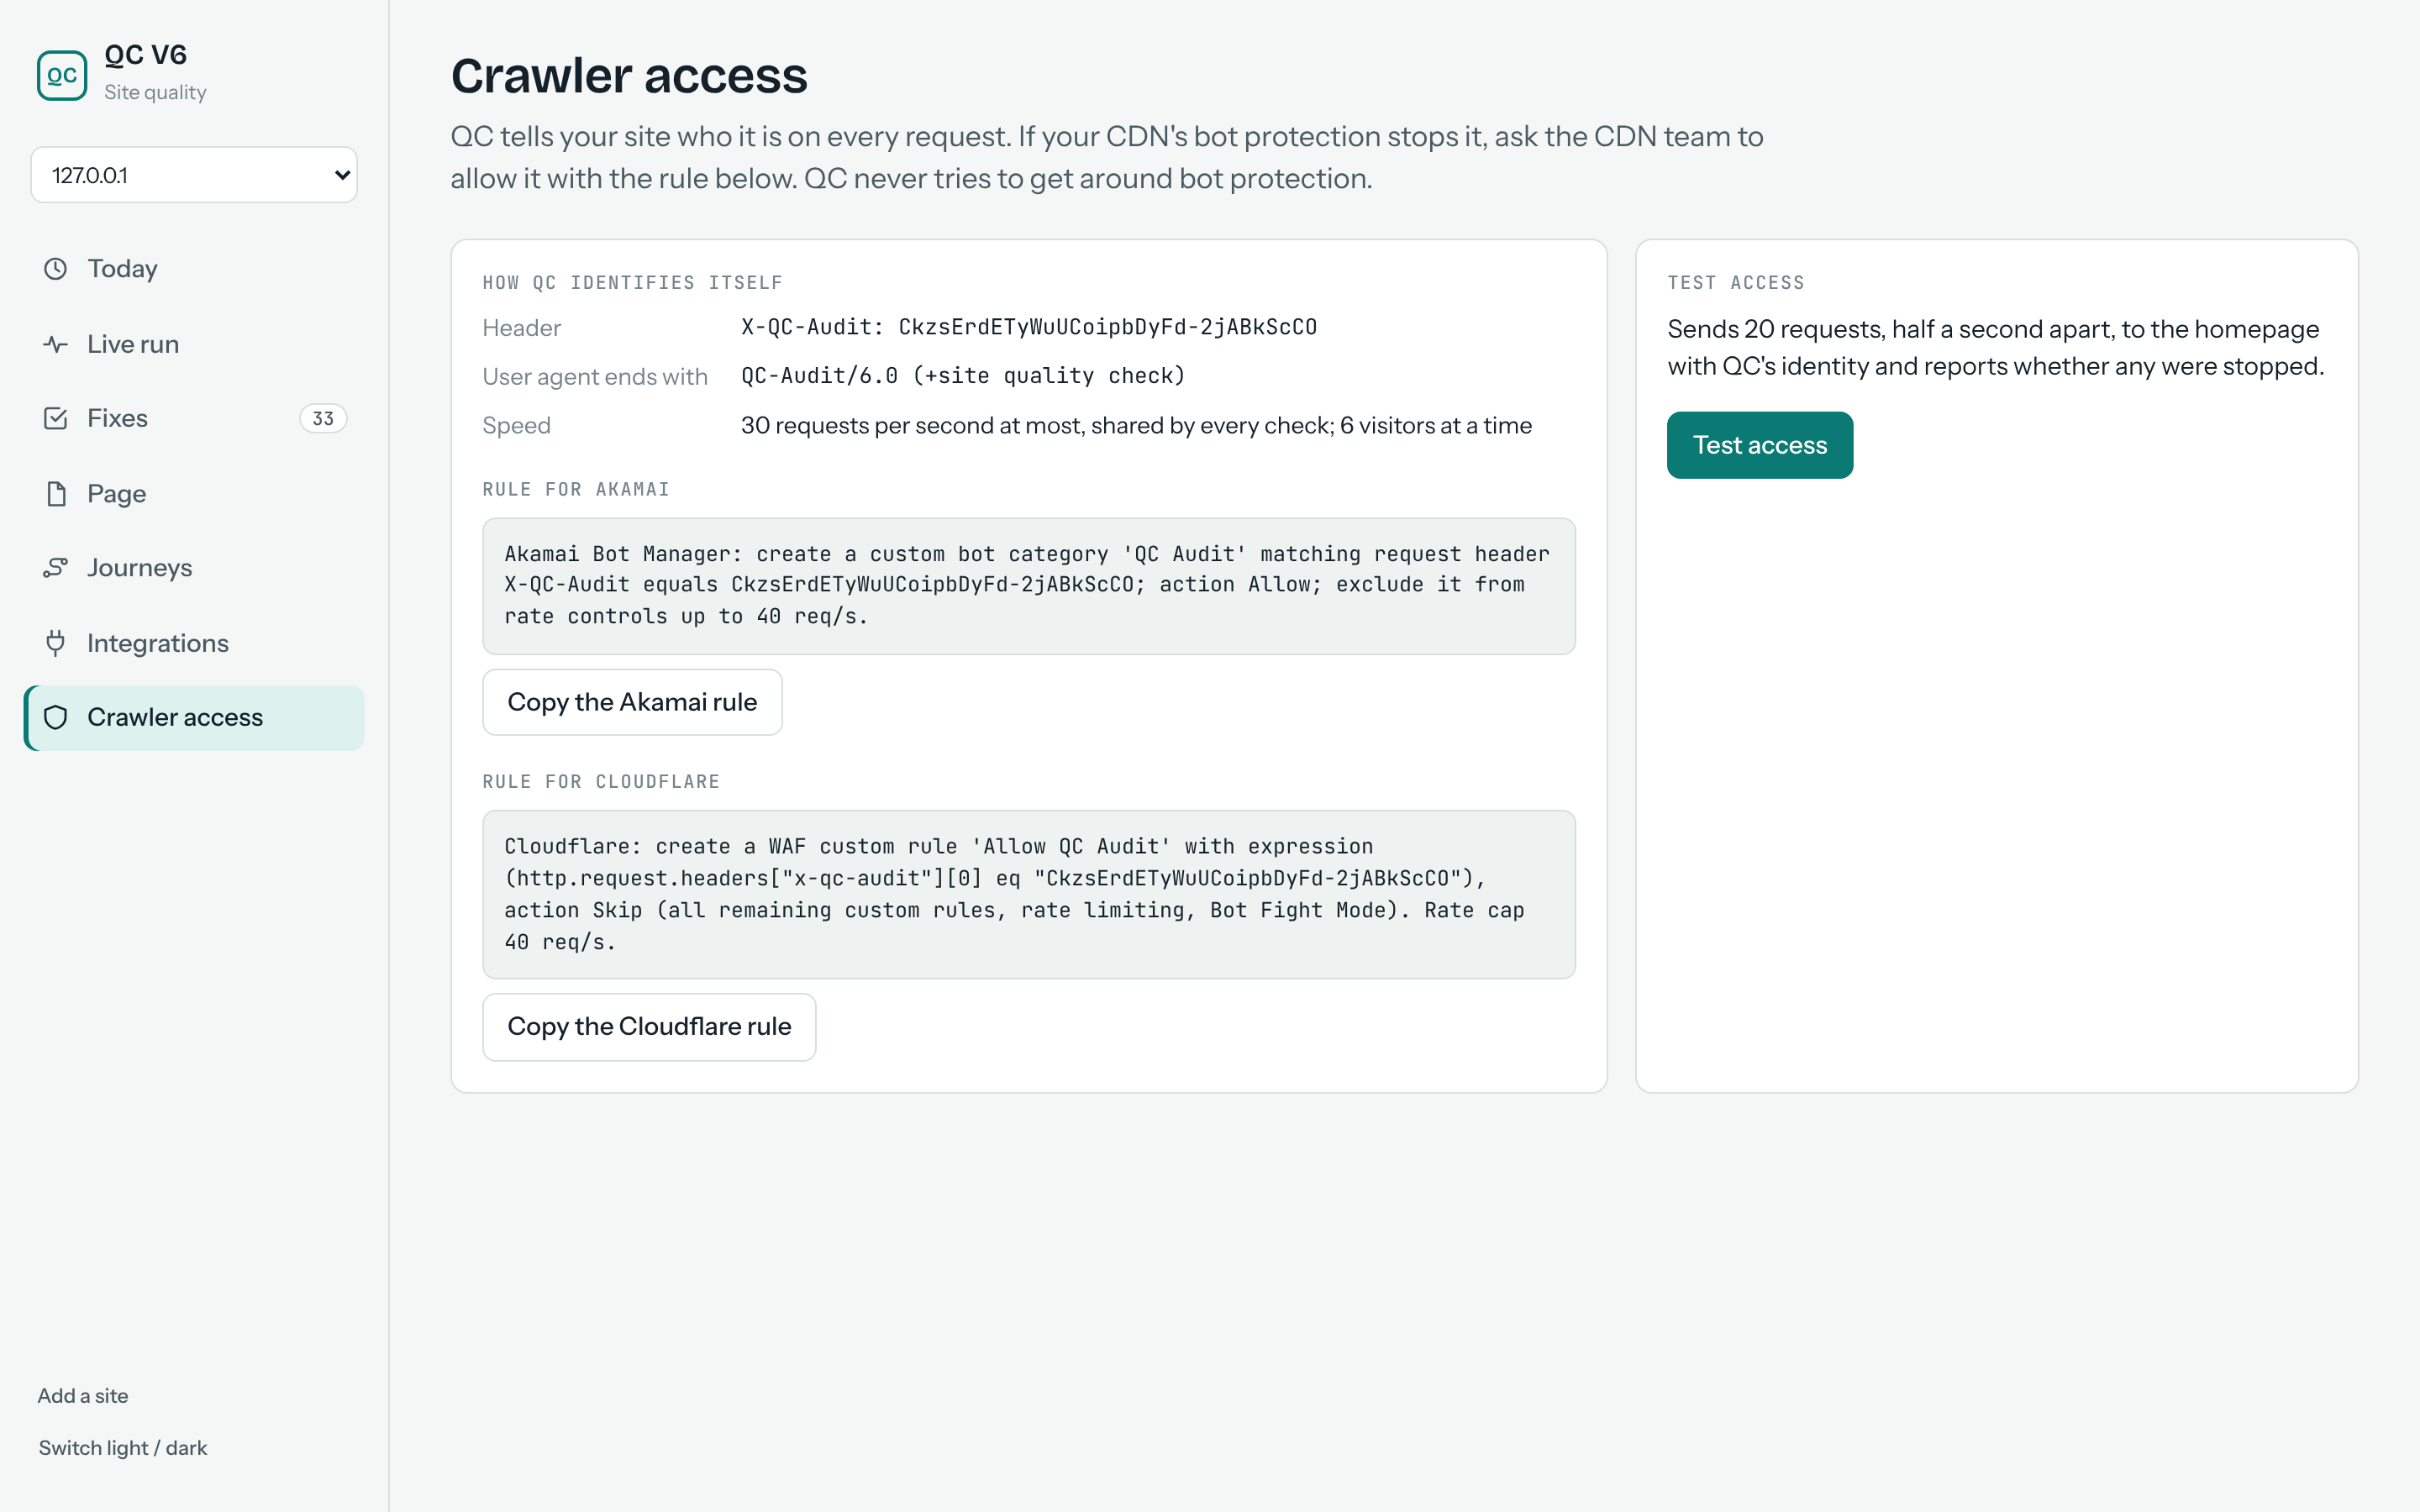 QC
QC V6
Site quality
127.0.0.1
Today
Live run
Fixes
33
Page
Journeys
Integrations
Crawler access
Add a site
Switch light / dark
Crawler access
QC tells your site who it is on every request. If your CDN's bot protection stops it, ask the CDN team to
allow it with the rule below. QC never tries to get around bot protection.
HOW QC IDENTIFIES ITSELF
Header
X-QC-Audit: CkzsErdETyWuUCoipbDyFd-2jABkScCO
User agent ends with
QC-Audit/6.0 (+site quality check)
Speed
30 requests per second at most, shared by every check; 6 visitors at a time
RULE FOR AKAMAI
Akamai Bot Manager: create a custom bot category 'QC Audit' matching request header
X-QC-Audit equals CkzsErdETyWuUCoipbDyFd-2jABkScCO; action Allow; exclude it from
rate controls up to 40 req/s.
Copy the Akamai rule
RULE FOR CLOUDFLARE
Cloudflare: create a WAF custom rule 'Allow QC Audit' with expression
(http.request.headers["x-qc-audit"][0] eq "CkzsErdETyWuUCoipbDyFd-2jABkScCO"),
action Skip (all remaining custom rules, rate limiting, Bot Fight Mode). Rate cap
40 req/s.
Copy the Cloudflare rule
TEST ACCESS
Sends 20 requests, half a second apart, to the homepage
with QC's identity and reports whether any were stopped.
Test access